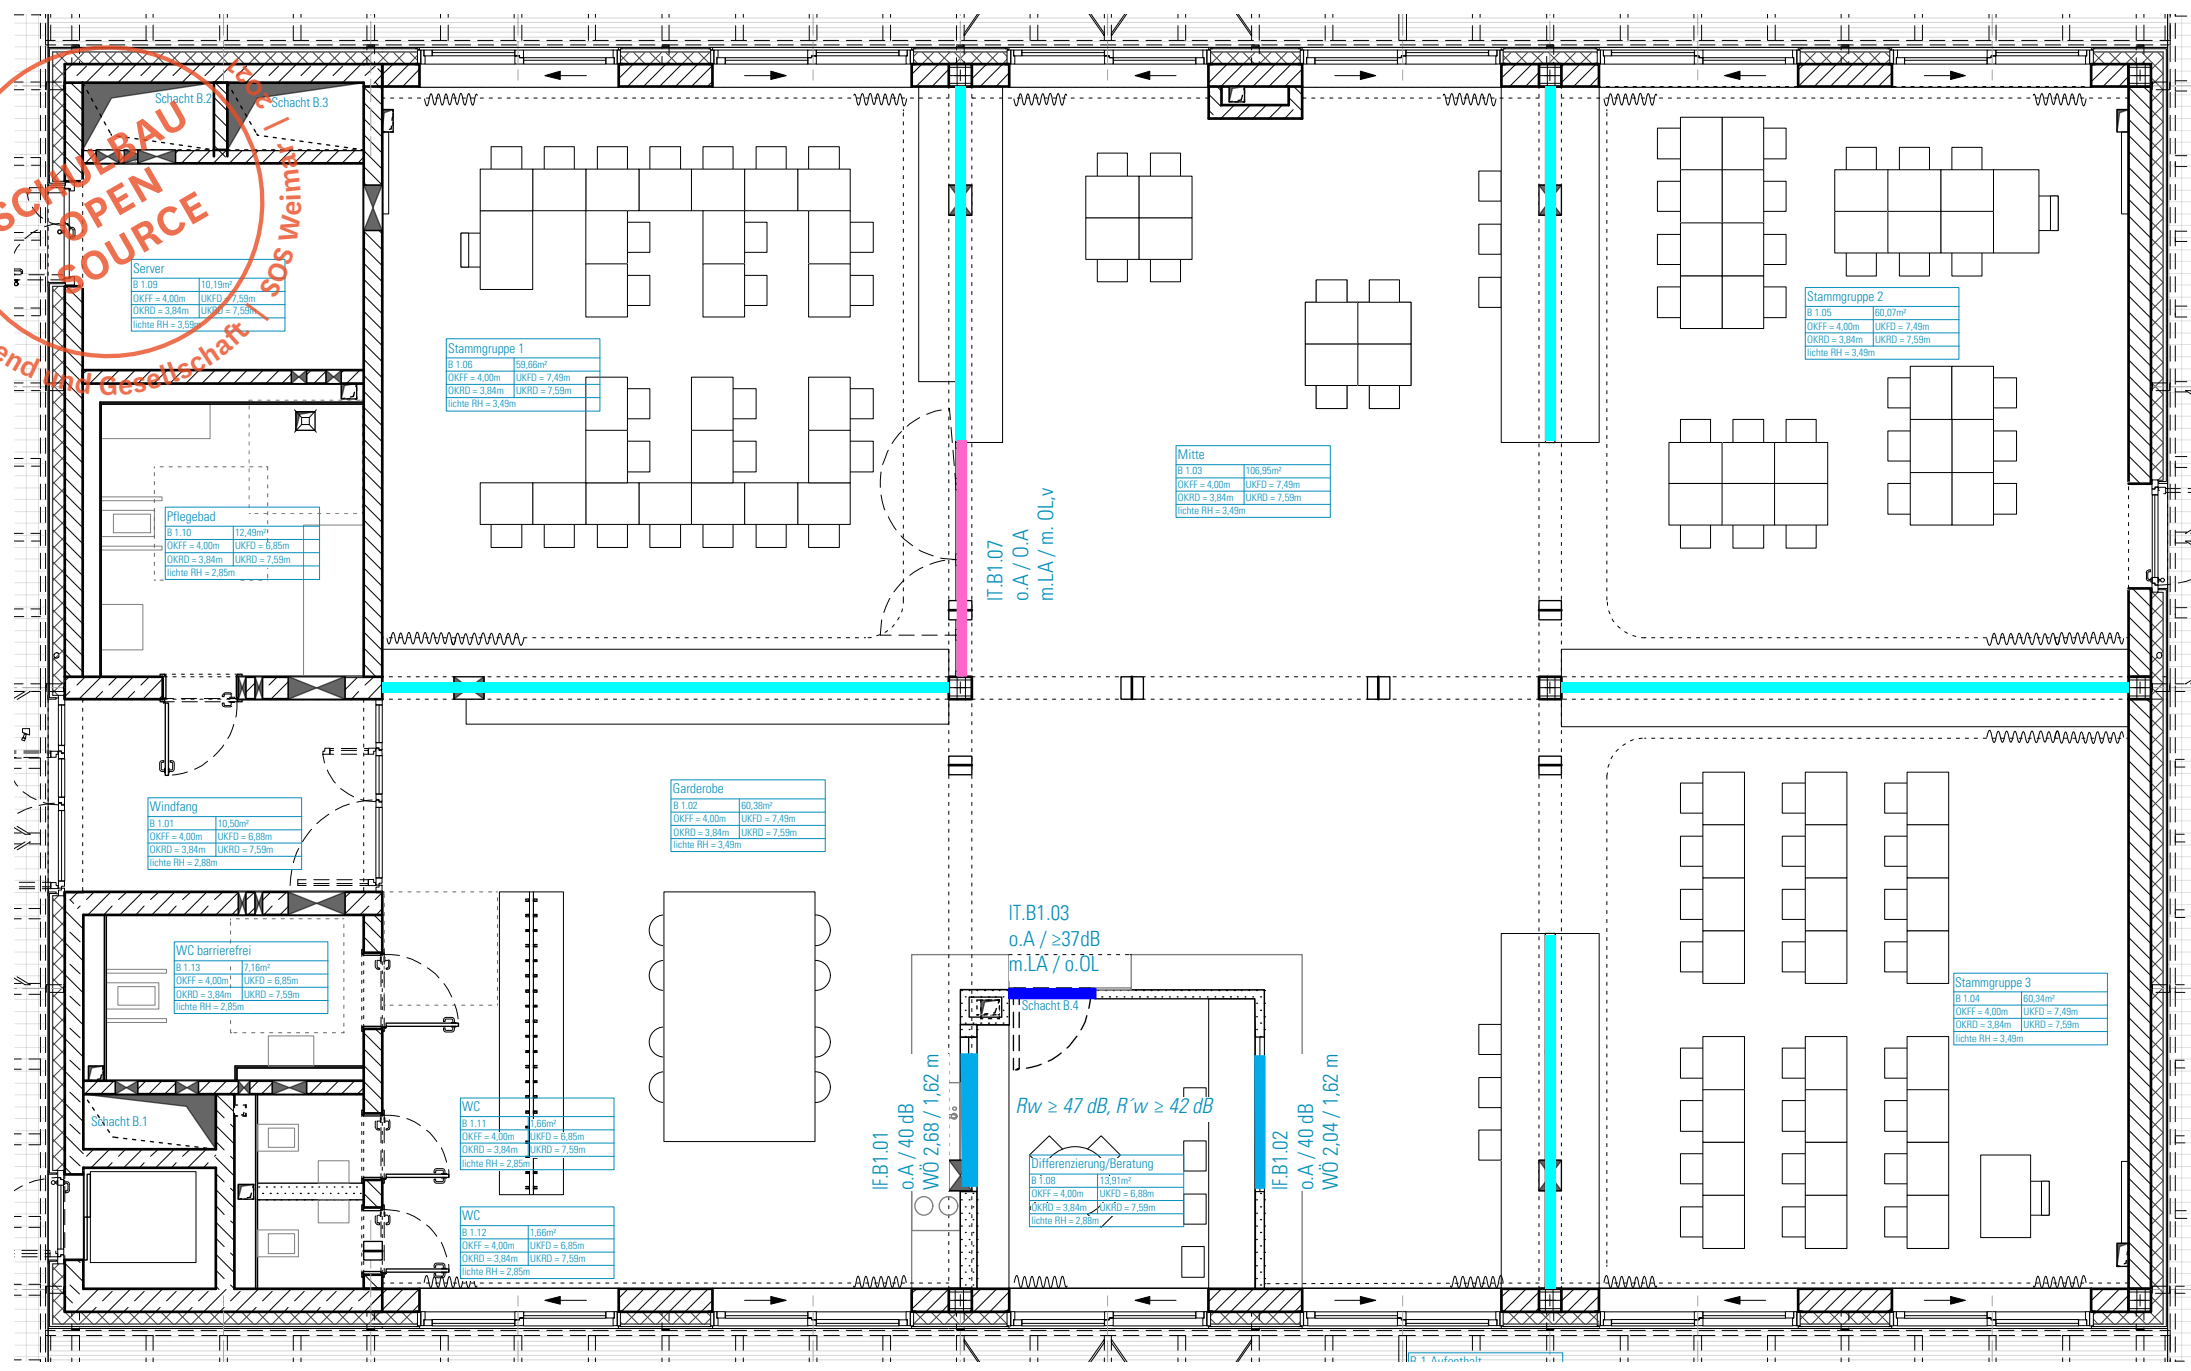 Schacht B.2
Schacht B.3
SCHULBAU
OPEN
SOURCE
end und Gesellschaft / SOS Weimar / 2021
Server
B 1.09 10,19m²
OKFF = 4,00m UKFD = 7,59m
OKRD = 3,84m UKRD = 7,59m
lichte RH = 3,59m
Stammgruppe 1
B 1.06 59,66m²
OKFF = 4,00m UKFD = 7,49m
OKRD = 3,84m UKRD = 7,59m
lichte RH = 3,49m
Stammgruppe 2
B 1.05 60,07m²
OKFF = 4,00m UKFD = 7,49m
OKRD = 3,84m UKRD = 7,59m
lichte RH = 3,49m
Mitte
B 1.03 106,95m²
OKFF = 4,00m UKFD = 7,49m
OKRD = 3,84m UKRD = 7,59m
lichte RH = 3,49m
Pflegebad
B 1.10 12,49m²
OKFF = 4,00m UKFD = 6,85m
OKRD = 3,84m UKRD = 7,59m
lichte RH = 2,85m
IT.B1.07
o.A / O.A
m.LA / m. OL,v
Windfang
B 1.01 10,50m²
OKFF = 4,00m UKFD = 6,88m
OKRD = 3,84m UKRD = 7,59m
lichte RH = 2,88m
Garderobe
B 1.02 60,38m²
OKFF = 4,00m UKFD = 7,49m
OKRD = 3,84m UKRD = 7,59m
lichte RH = 3,49m
IT.B1.03
o.A / ≥37dB
m.LA / o.OL
Schacht B.4
WC barrierefrei
B 1.13 7,16m²
OKFF = 4,00m UKFD = 6,85m
OKRD = 3,84m UKRD = 7,59m
lichte RH = 2,85m
Stammgruppe 3
B 1.04 60,34m²
OKFF = 4,00m UKFD = 7,49m
OKRD = 3,84m UKRD = 7,59m
lichte RH = 3,49m
Schacht B.1
WC
B 1.11 1,66m²
OKFF = 4,00m UKFD = 6,85m
OKRD = 3,84m UKRD = 7,59m
lichte RH = 2,85m
WC
B 1.12 1,66m²
OKFF = 4,00m UKFD = 6,85m
OKRD = 3,84m UKRD = 7,59m
lichte RH = 2,85m
IF.B1.01
o.A / 40 dB
WÖ 2,68 / 1,62 m
Rw ≥ 47 dB, R´w ≥ 42 dB
Differenzierung/Beratung
B 1.08 13,91m²
OKFF = 4,00m UKFD = 6,88m
OKRD = 3,84m UKRD = 7,59m
lichte RH = 2,88m
IF.B1.02
o.A / 40 dB
WÖ 2,04 / 1,62 m
B.1 Aufenthalt